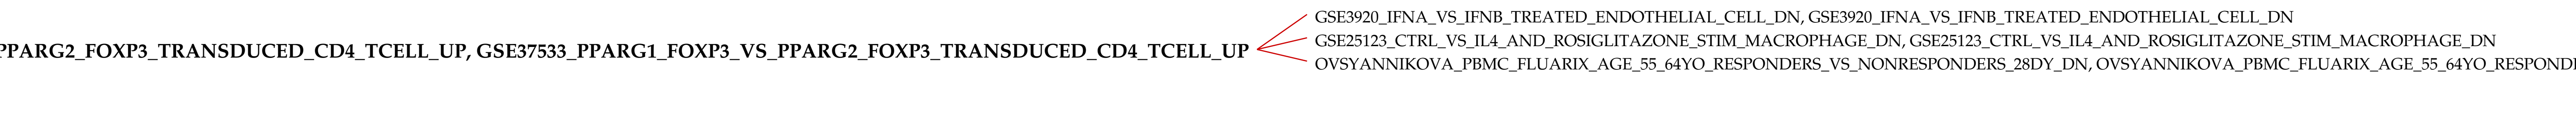 GSE3920_IFNA_VS_IFNB_TREATED_ENDOTHELIAL_CELL_DN, GSE3920_IFNA_VS_IFNB_TREATED_ENDOTHELIAL_CELL_DN
PPARG2_FOXP3_TRANSDUCED_CD4_TCELL_UP, GSE37533_PPARG1_FOXP3_VS_PPARG2_FOXP3_TRANSDUCED_CD4_TCELL_UP
GSE25123_CTRL_VS_IL4_AND_ROSIGLITAZONE_STIM_MACROPHAGE_DN, GSE25123_CTRL_VS_IL4_AND_ROSIGLITAZONE_STIM_MACROPHAGE_DN
OVSYANNIKOVA_PBMC_FLUARIX_AGE_55_64YO_RESPONDERS_VS_NONRESPONDERS_28DY_DN, OVSYANNIKOVA_PBMC_FLUARIX_AGE_55_64YO_RESPOND